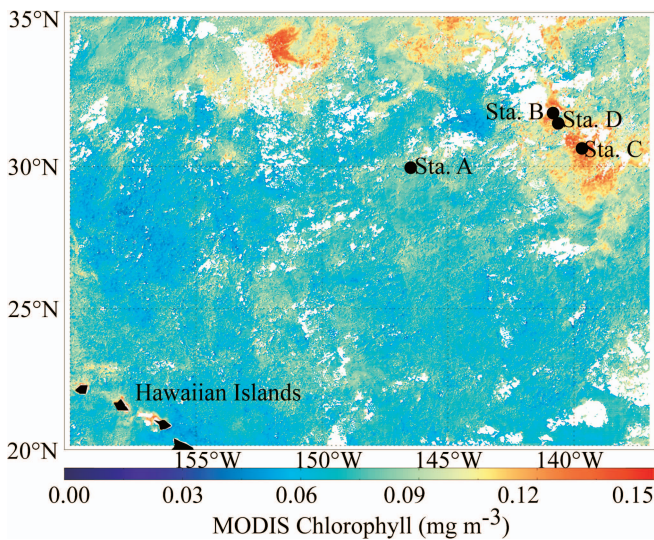 35°N
Sta. B
Sta. D
Sta. C
30°N
Sta. A
25°N
Hawaiian Islands
20°N
155°W 150°W 145°W 140°W
0.00 0.03 0.06 0.09 0.12 0.15
MODIS Chlorophyll (mg m-3)